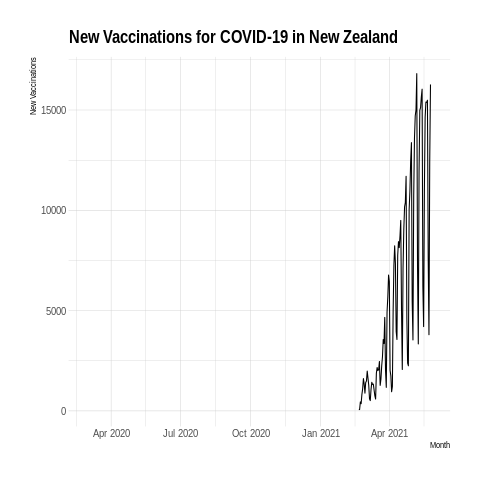 New Vaccinations for COVID-19 in New Zealand
New Vaccinations
15000
10000
5000
0
Apr 2020 Jul 2020 Oct 2020 Jan 2021 Apr 2021
Month